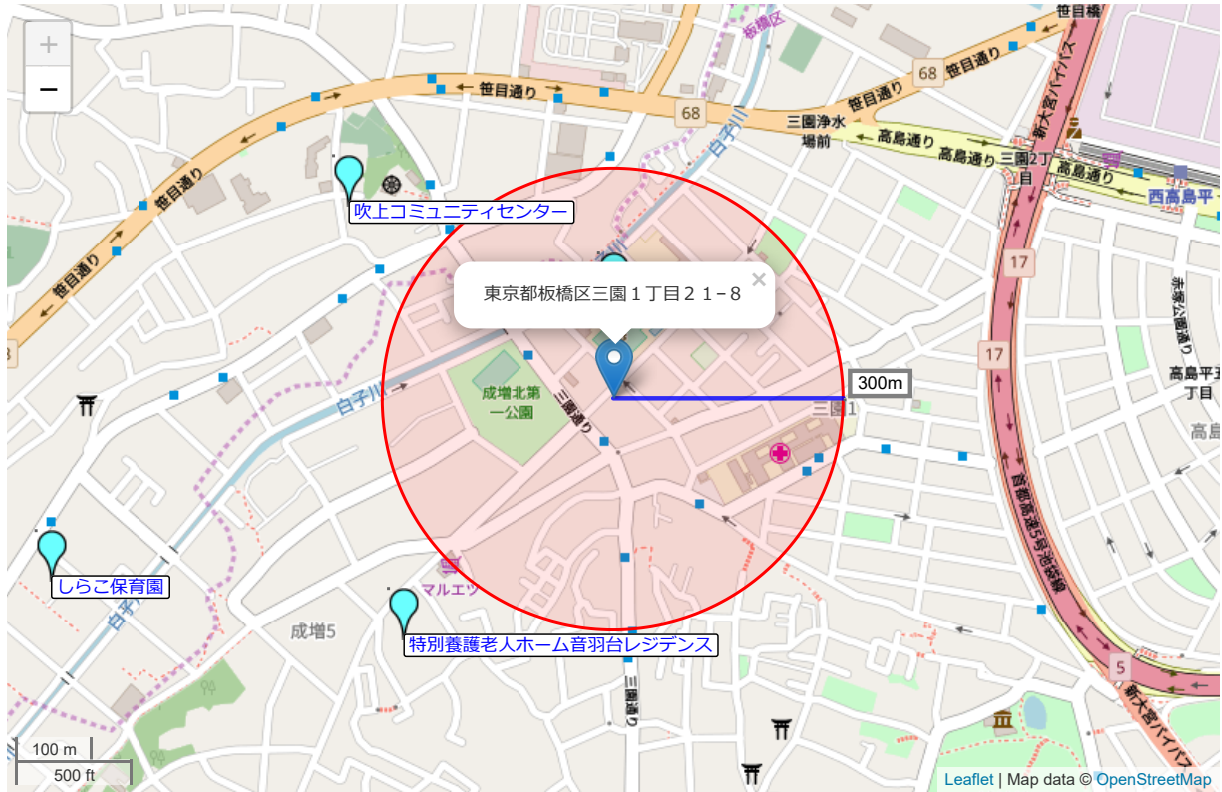 笹目橋
板橋区
+
−
68
笹目通り
新大宮バイパス
笹目通り
笹目通り
68
三園浄水
場前
高島通り
白子川
高島通り
三園2丁
目
高島通り
西高島平
笹目通り
吹上コミュニティセンター
川
17
笹目通り
東京都板橋区三園１丁目２１−８
×
赤塚公園通り
17
高島平五
丁目
300m
三園1
白子川
成増北第
一公園
三園通り
高島
首都高速5号池袋線
しらこ保育園
マルエツ
白子川
成増5
特別養護老人ホーム音羽台レジデンス
5
三園通り
新大宮バイパス
100 m
500 ft
Leaflet | Map data © OpenStreetMap